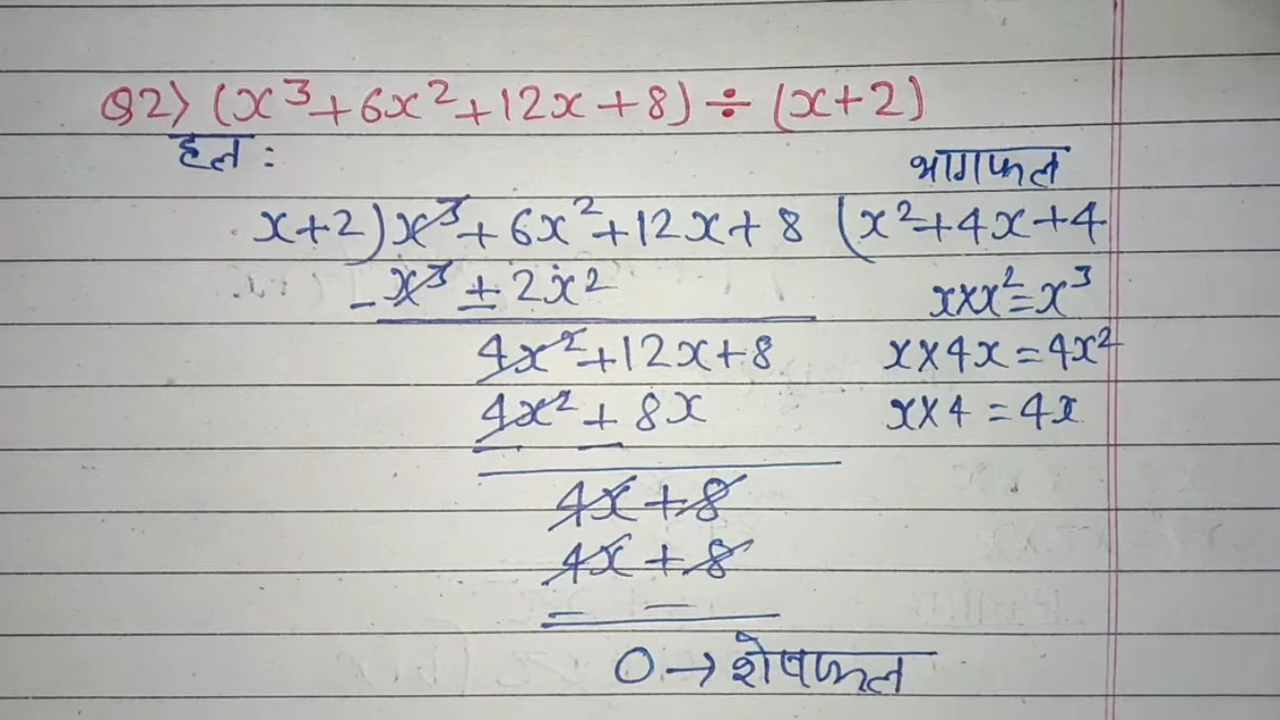 Q2) (x³+6x²+12x+8) ÷ (x+2)
हल :
भागफल
x+2)x³+6x²+12x+8 (x²+4x+4
-x³ + 2x²
x×x²=x³
4x²+12x+8
x×4x=4x²
4x² + 8x
x×4=4x
4x+8
4x+8
0→शेषफल